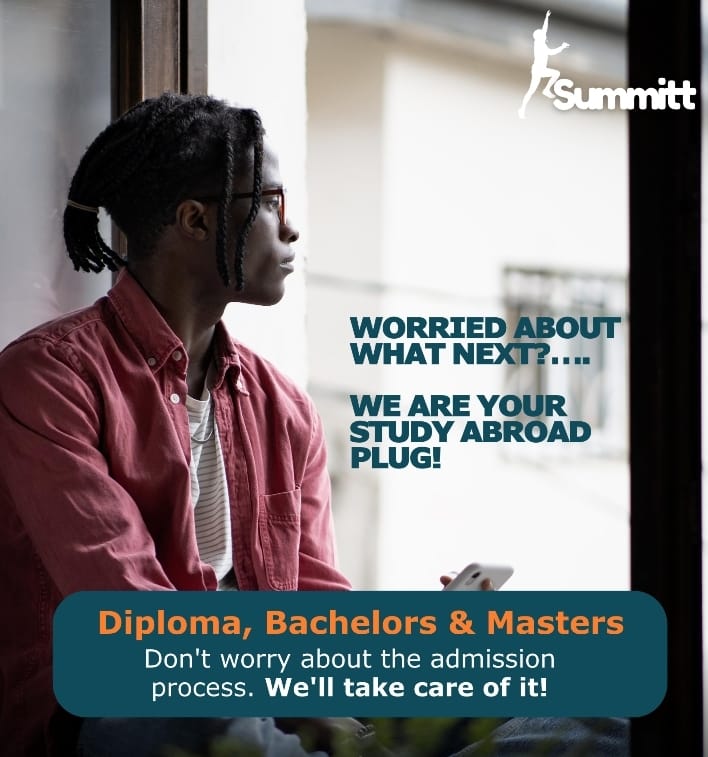 Summitt
WORRIED ABOUT
WHAT NEXT?....
WE ARE YOUR
STUDY ABROAD
PLUG!
Diploma, Bachelors & Masters
Don't worry about the admission
process. We'll take care of it!